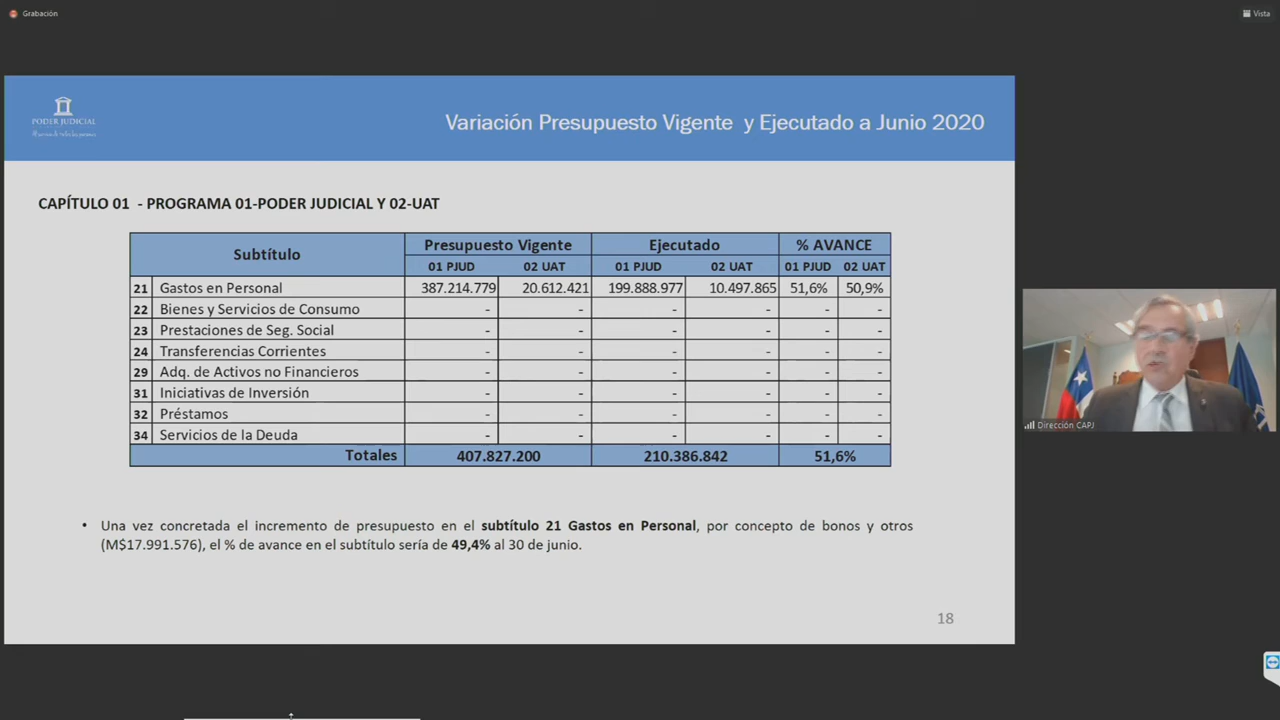 Grabación
Vista
PODER JUDICIAL
Variación Presupuesto Vigente y Ejecutado a Junio 2020
CAPÍTULO 01 - PROGRAMA 01-PODER JUDICIAL Y 02-UAT
Subtítulo Presupuesto Vigente Ejecutado % AVANCE
01 PJUD 02 UAT 01 PJUD 02 UAT 01 PJUD 02 UAT
21 Gastos en Personal 387.214.779 20.612.421 199.888.977 10.497.865 51,6% 50,9%
22 Bienes y Servicios de Consumo - - - - - -
23 Prestaciones de Seg. Social - - - - - -
24 Transferencias Corrientes - - - - - -
29 Adq. de Activos no Financieros - - - - - -
31 Iniciativas de Inversión - - - - - -
32 Préstamos - - - - - -
34 Servicios de la Deuda - - - - - -
Totales 407.827.200 210.386.842 51,6%
• Una vez concretada el incremento de presupuesto en el subtítulo 21 Gastos en Personal, por concepto de bonos y otros
(M$17.991.576), el % de avance en el subtítulo sería de 49,4% al 30 de junio.
18
Dirección CAPJ